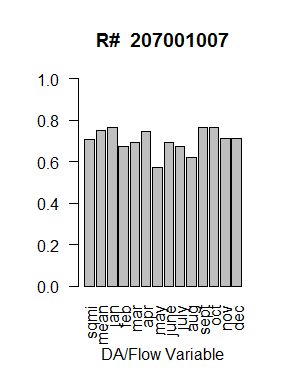 R# 207001007
1.0
0.8
0.6
0.4
0.2
0.0
sqmi
mean
jan
feb
mar
apr
may
june
july
aug
sept
oct
nov
dec
DA/Flow Variable